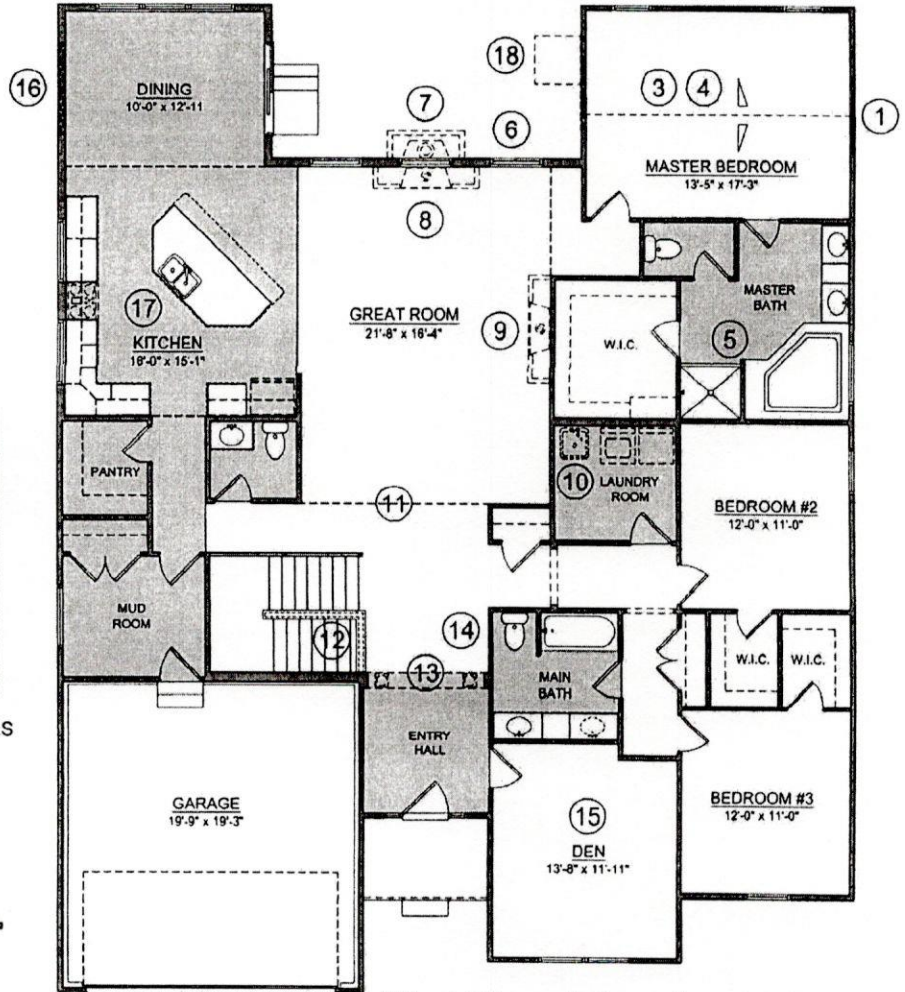 16
DINING
10'-0" x 12'-11
7
6
18
3
4
1
MASTER BEDROOM
13'-5" x 17'-3"
8
17
KITCHEN
16'-0" x 15'-1"
GREAT ROOM
21'-8" x 16'-4"
9
W.I.C.
MASTER
BATH
5
PANTRY
11
10
LAUNDRY
ROOM
BEDROOM #2
12'-0" x 11'-0"
MUD
ROOM
12
14
13
MAIN
BATH
W.I.C.
W.I.C.
AS
ENTRY
HALL
GARAGE
19'-9" x 19'-3"
15
DEN
13'-8" x 11'-11"
BEDROOM #3
12'-0" x 11'-0"